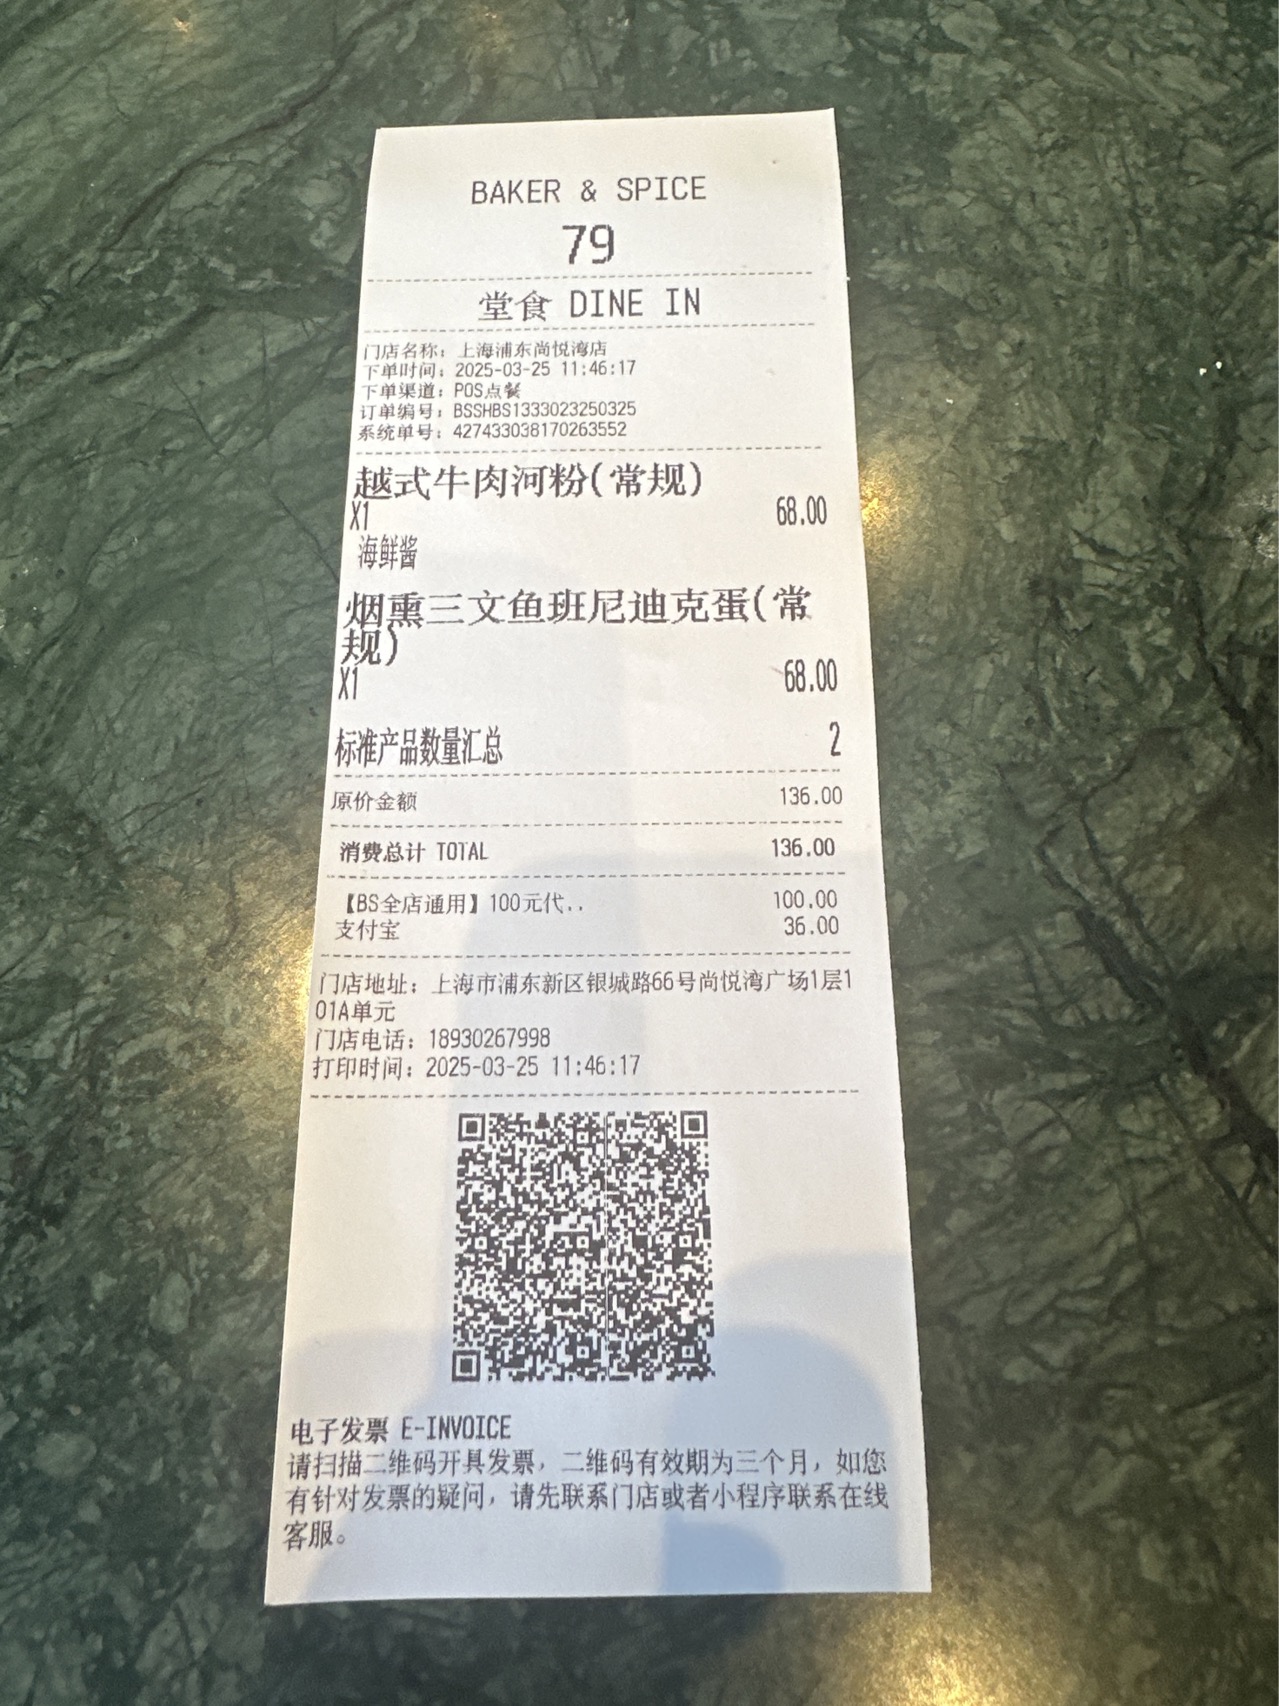 BAKER & SPICE
79
堂食 DINE IN
门店名称：上海浦东尚悦湾店
下单时间：2025-03-25 11:46:17
下单渠道：POS点餐
订单编号：BSSHBS1333023250325
系统单号：427433038170263552
越式牛肉河粉(常规)
X1 68.00
海鲜酱
烟熏三文鱼班尼迪克蛋(常
规)
X1 68.00
标准产品数量汇总 2
原价金额 136.00
消费总计 TOTAL 136.00
【BS全店通用】100元代.. 100.00
支付宝 36.00
门店地址：上海市浦东新区银城路66号尚悦湾广场1层1
01A单元
门店电话：18930267998
打印时间：2025-03-25 11:46:17
电子发票 E-INVOICE
请扫描二维码开具发票，二维码有效期为三个月，如您
有针对发票的疑问，请先联系门店或者小程序联系在线
客服。